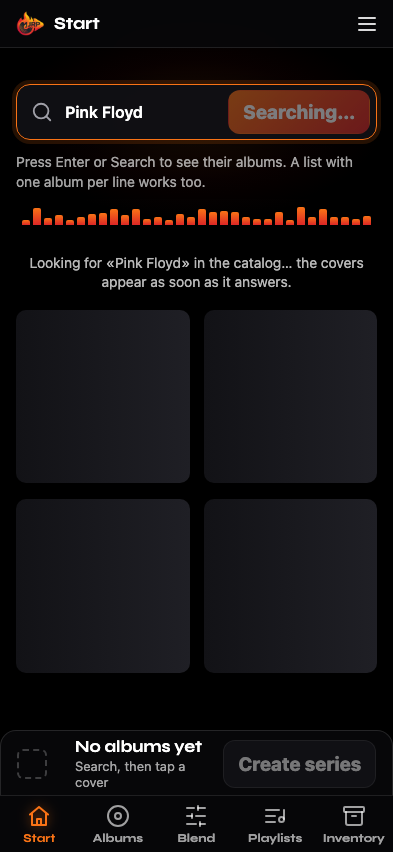 Start
Pink Floyd
Searching...
Press Enter or Search to see their albums. A list with
one album per line works too.
Looking for «Pink Floyd» in the catalog... the covers
appear as soon as it answers.
No albums yet
Search, then tap a
cover
Create series
Start
Albums
Blend
Playlists
Inventory